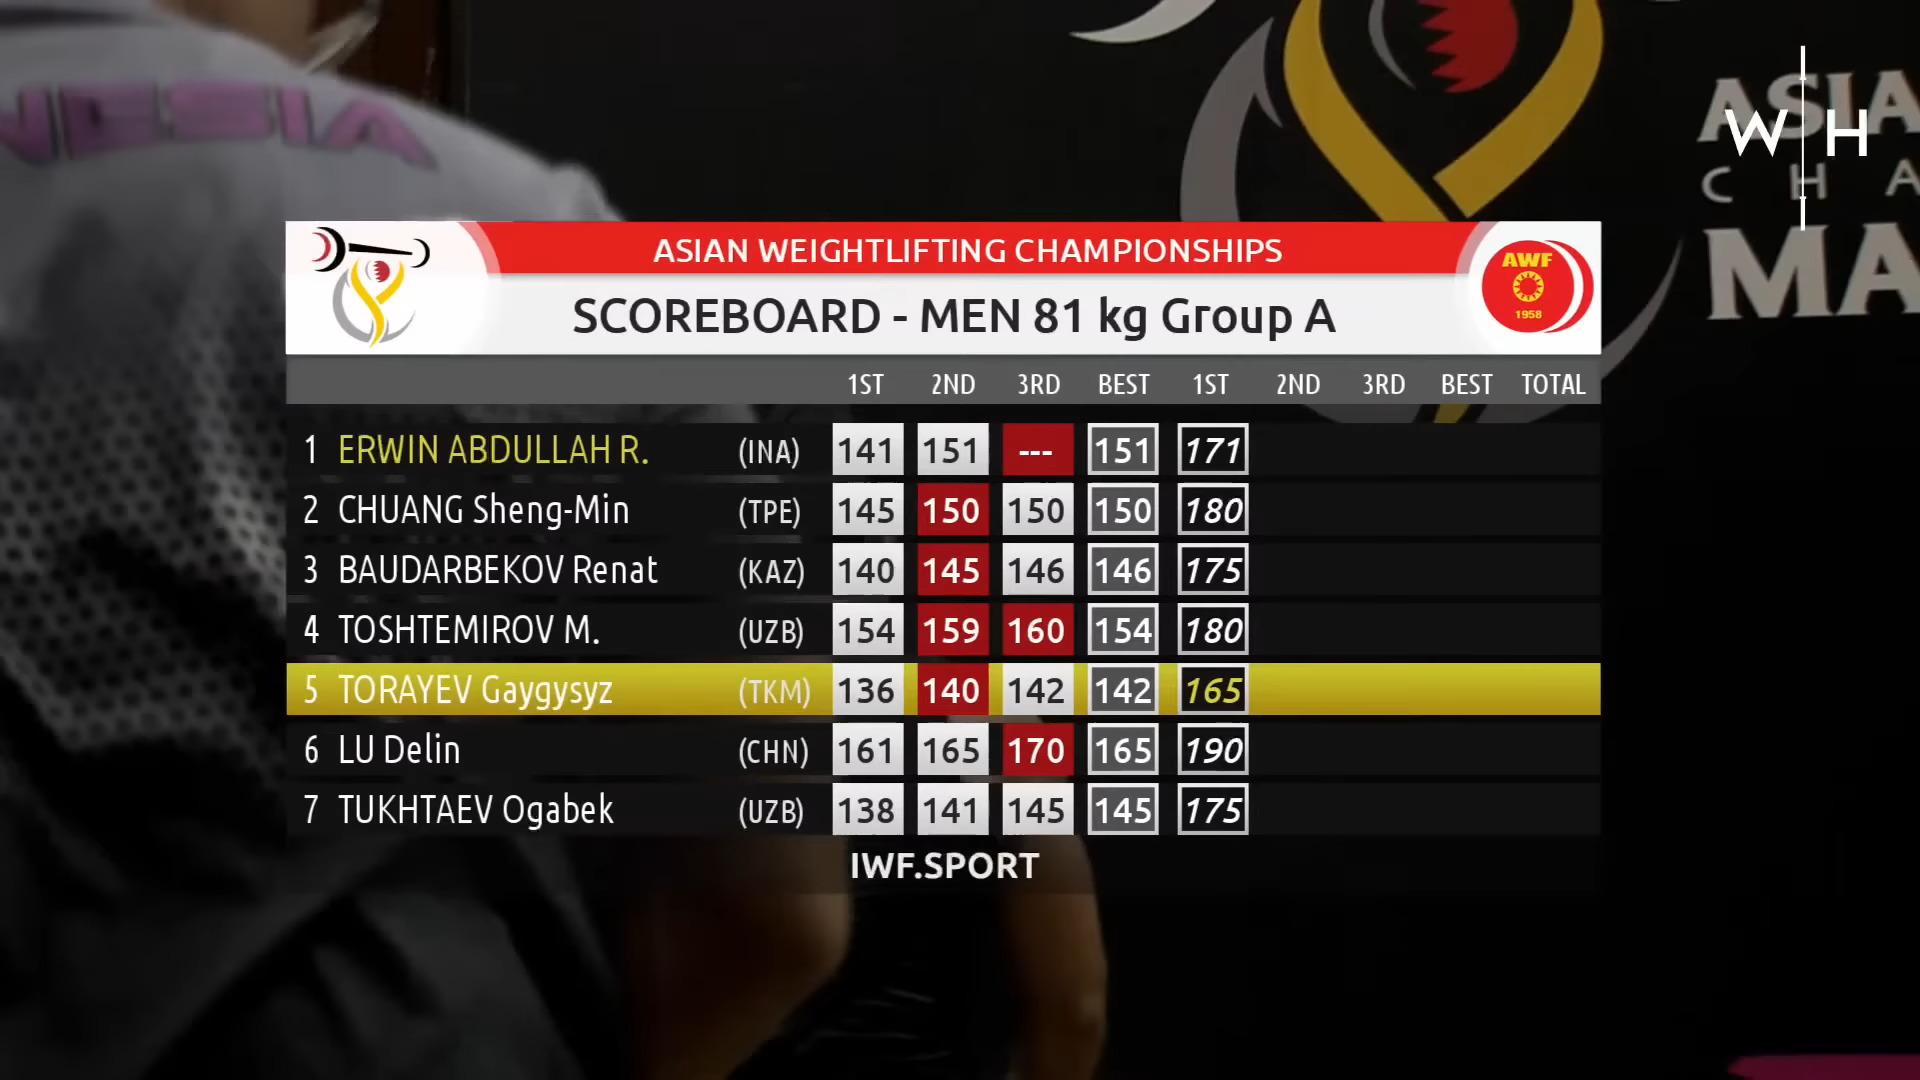 NESIA
ASIA
W H
CHA
MA
ASIAN WEIGHTLIFTING CHAMPIONSHIPS
SCOREBOARD - MEN 81 kg Group A
AWF
1958
1ST 2ND 3RD BEST 1ST 2ND 3RD BEST TOTAL
1 ERWIN ABDULLAH R. (INA) 141 151 --- 151 171
2 CHUANG Sheng-Min (TPE) 145 150 150 150 180
3 BAUDARBEKOV Renat (KAZ) 140 145 146 146 175
4 TOSHTEMIROV M. (UZB) 154 159 160 154 180
5 TORAYEV Gaygysyz (TKM) 136 140 142 142 165
6 LU Delin (CHN) 161 165 170 165 190
7 TUKHTAEV Ogabek (UZB) 138 141 145 145 175
IWF.SPORT